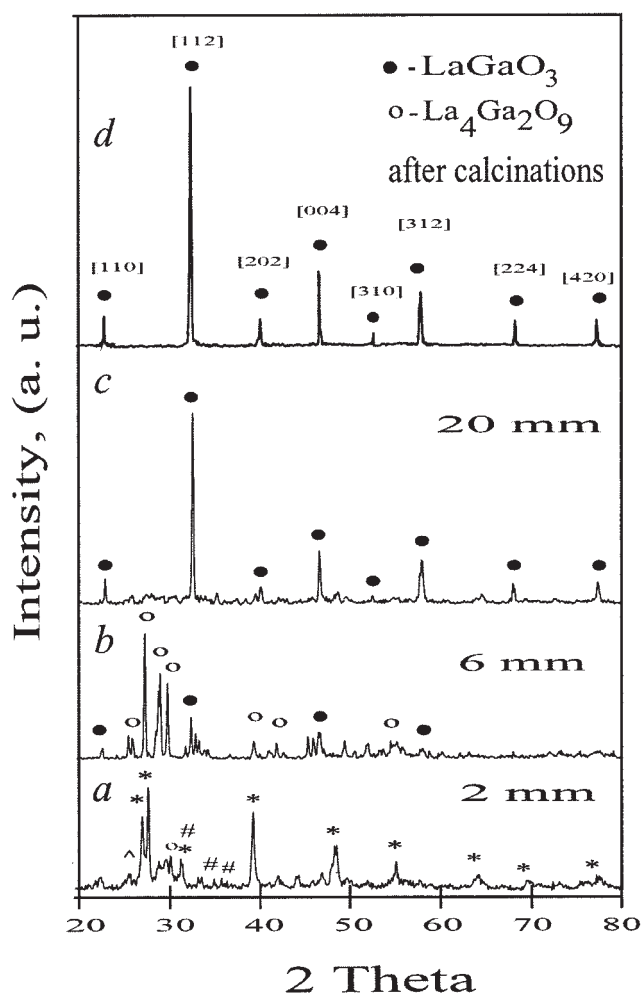 [112]
● - LaGaO3
o - La4Ga2O9
d
after calcinations
[004]
[312]
[110]
[202]
[310]
[224]
[420]
c
20 mm
b
6 mm
a
2 mm
* * ^ o # * # # * * * * * *
20 30 40 50 60 70 80
2 Theta
Intensity, (a. u.)